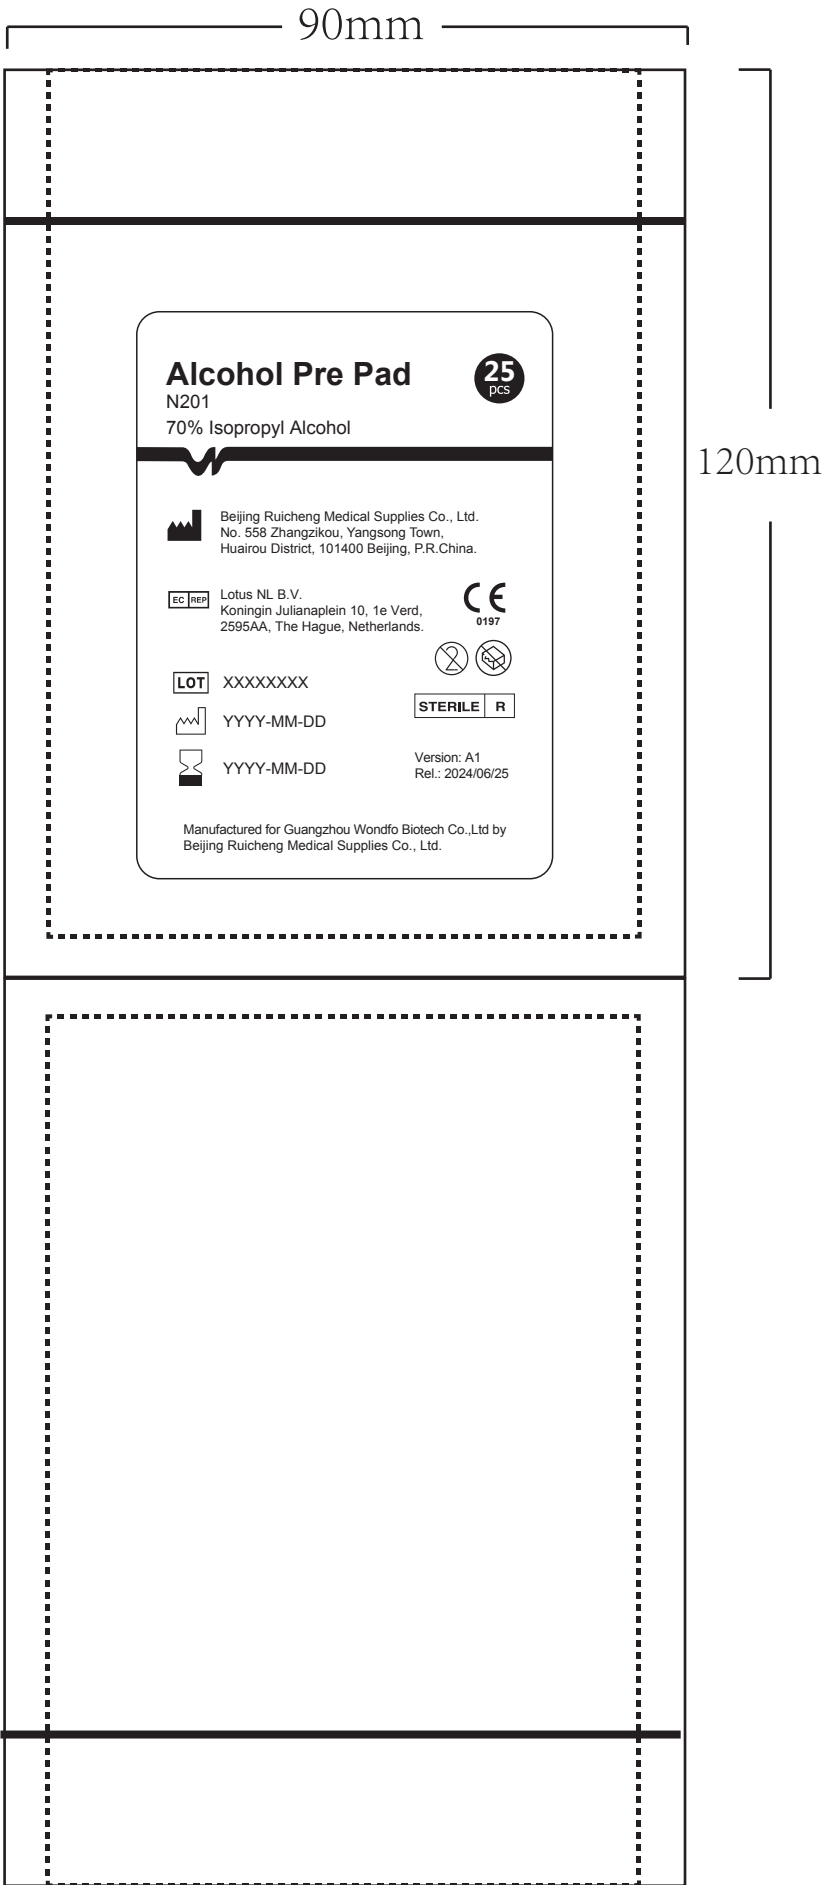 90mm
120mm
Alcohol Pre Pad
25
pcs
N201
70% Isopropyl Alcohol
Beijing Ruicheng Medical Supplies Co., Ltd.
No. 558 Zhangzikou, Yangsong Town,
Huairou District, 101400 Beijing, P.R.China.
EC REP
Lotus NL B.V.
Koningin Julianaplein 10, 1e Verd,
2595AA, The Hague, Netherlands.
CE
0197
2
LOT XXXXXXXX
STERILE R
YYYY-MM-DD
YYYY-MM-DD
Version: A1
Rel.: 2024/06/25
Manufactured for Guangzhou Wondfo Biotech Co.,Ltd by
Beijing Ruicheng Medical Supplies Co., Ltd.